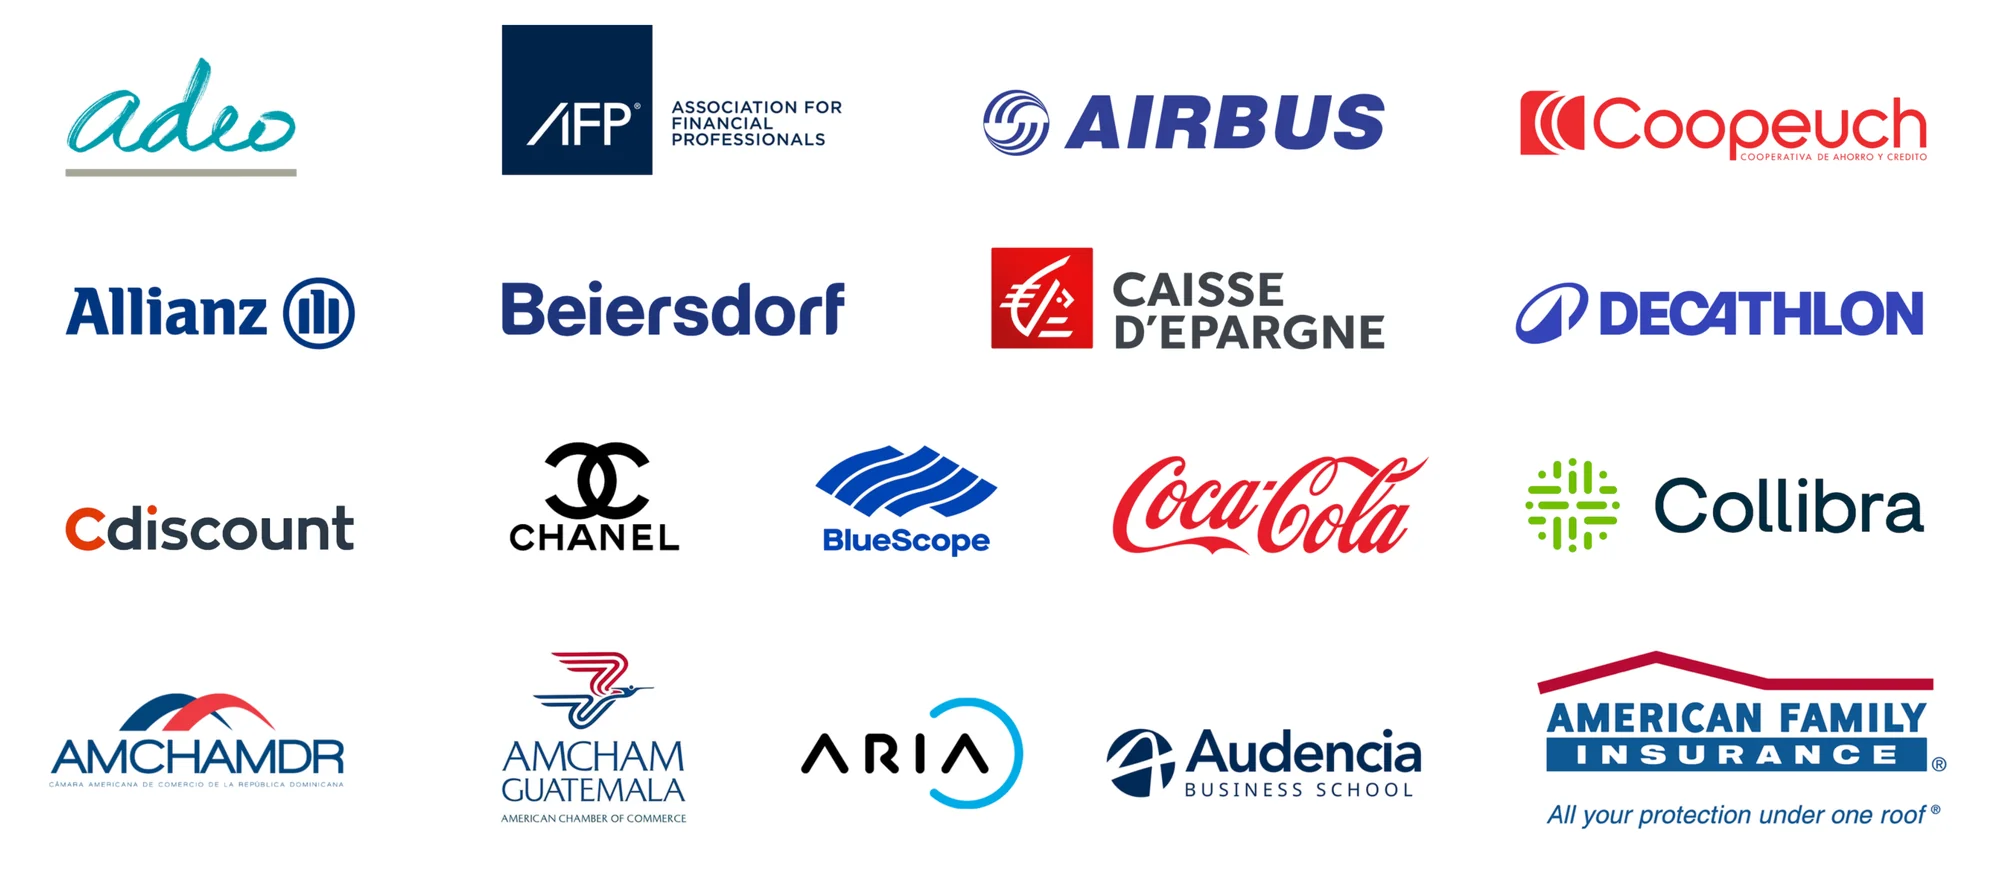 adeo
AFP®
ASSOCIATION FOR
FINANCIAL
PROFESSIONALS
AIRBUS
Coopeuch
COOPERATIVA DE AHORRO Y CREDITO
Allianz
Beiersdorf
CAISSE
D'EPARGNE
DECATHLON
Cdiscount
CHANEL
BlueScope
Coca-Cola
Collibra
AMCHAMDR
CÁMARA AMERICANA DE COMERCIO DE LA REPÚBLICA DOMINICANA
AMCHAM
GUATEMALA
AMERICAN CHAMBER OF COMMERCE
ARIA
Audencia
BUSINESS SCHOOL
AMERICAN FAMILY
INSURANCE®
All your protection under one roof®